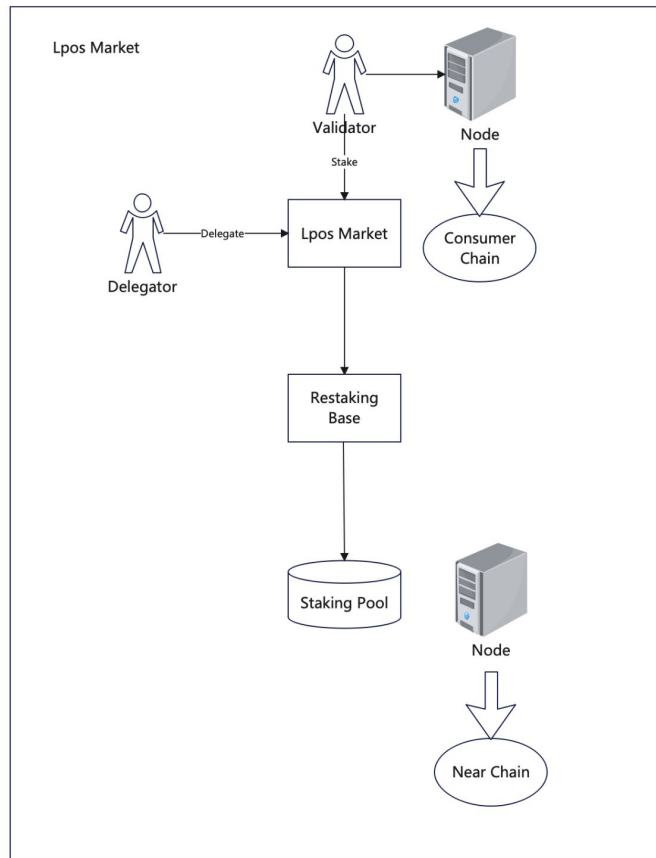 Lpos Market
Validator
Node
Stake
Delegate
Lpos Market
Consumer
Chain
Delegator
Restaking
Base
Staking Pool
Node
Near Chain